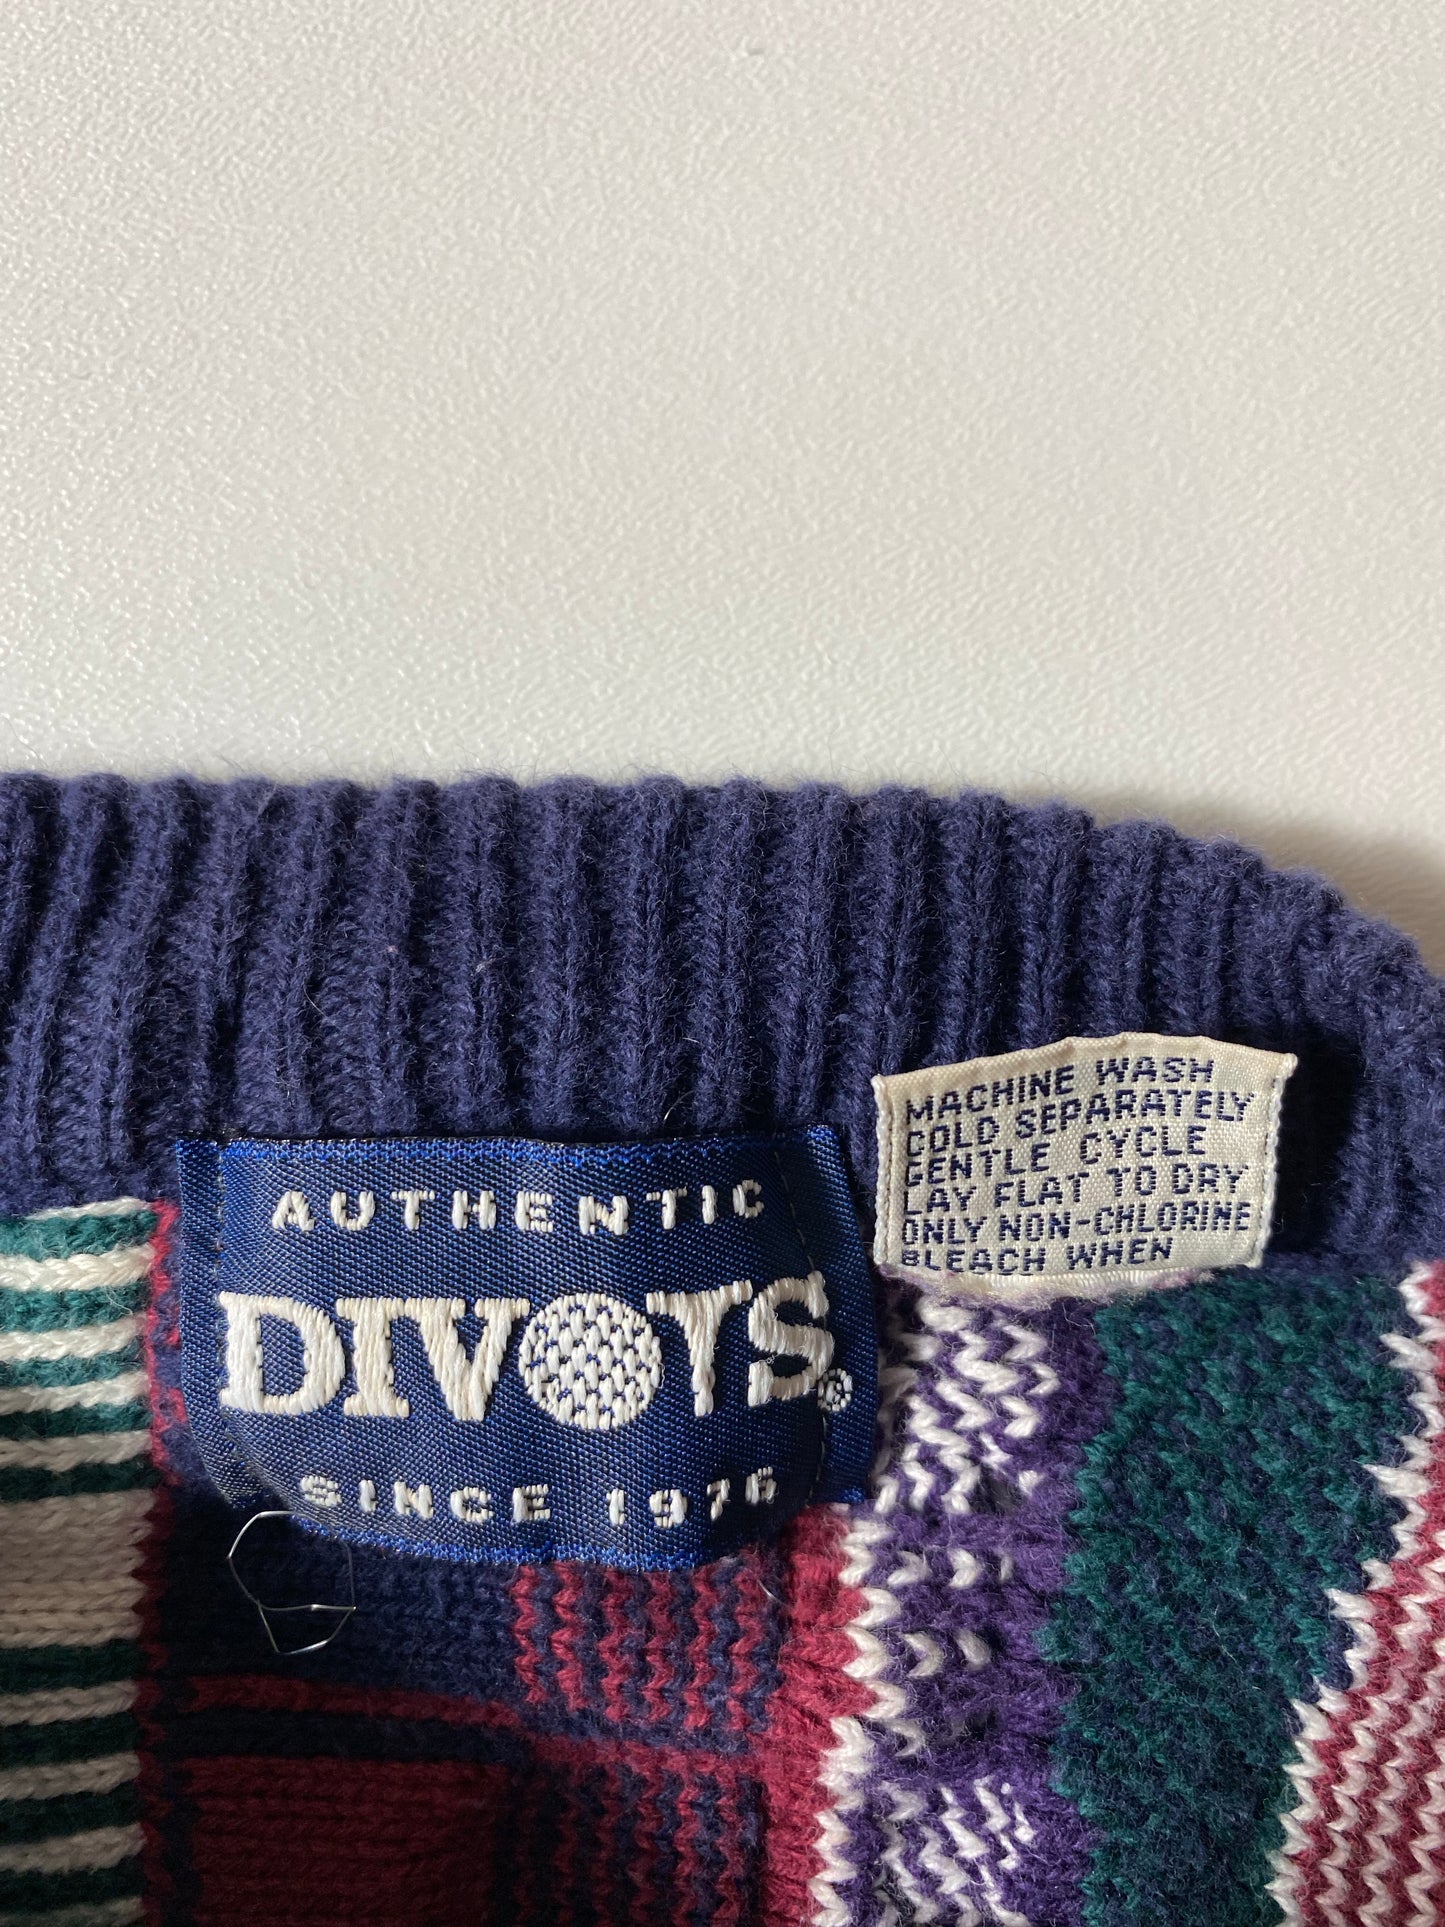 AUTHENTIC
DIVOTS®
SINCE 1976
MACHINE WASH
COLD SEPARATELY
GENTLE CYCLE
LAY FLAT TO DRY
ONLY NON-CHLORINE
BLEACH WHEN